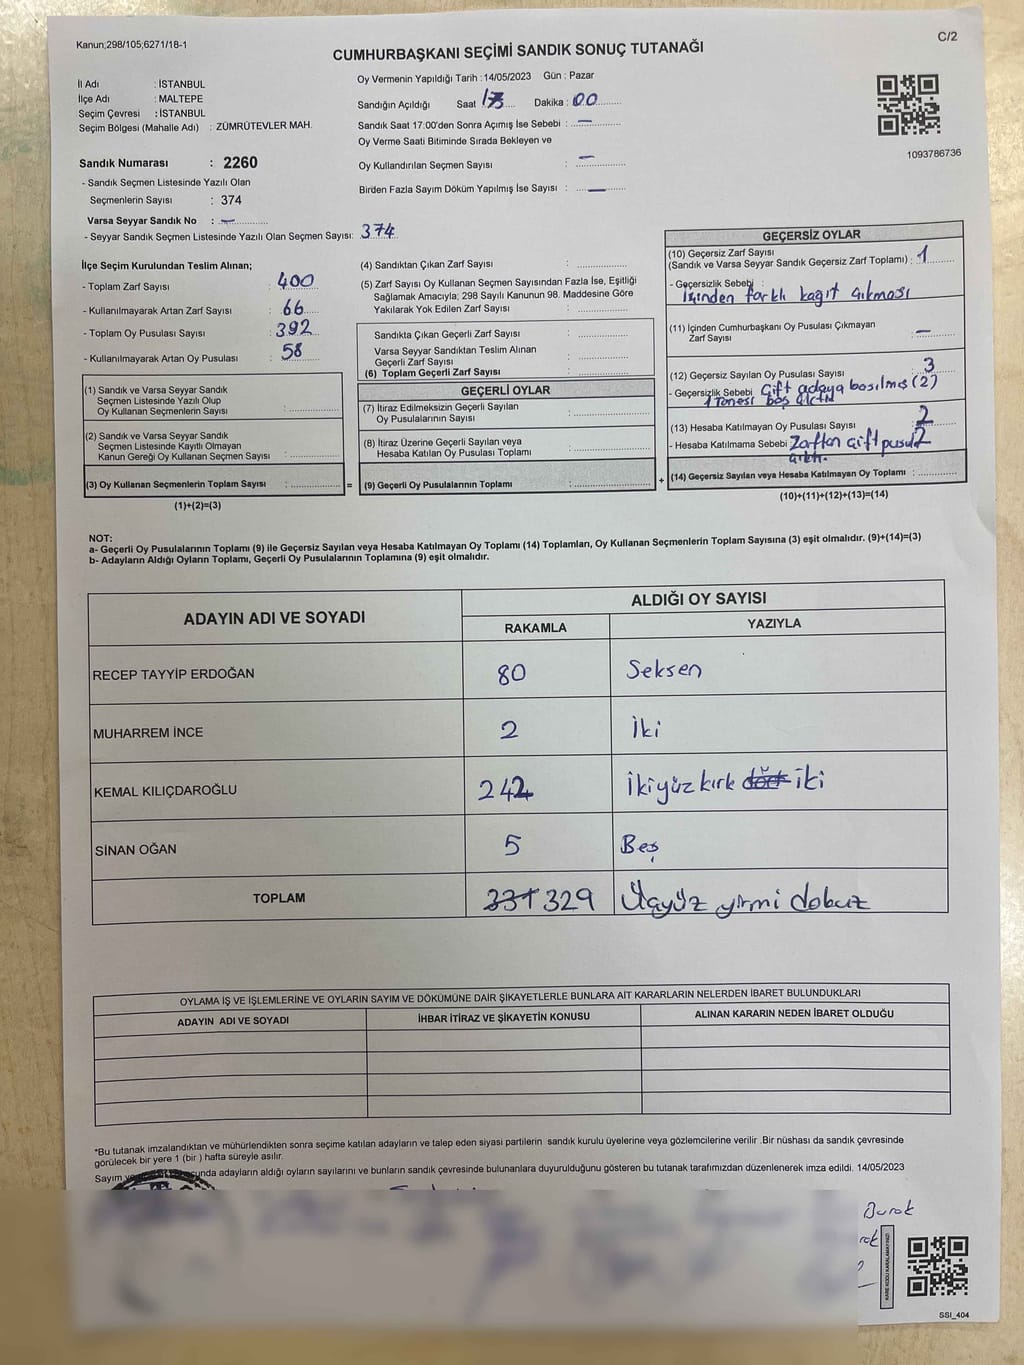 Kanun;298/105;6271/18-1
C/2
CUMHURBAŞKANI SEÇİMİ SANDIK SONUÇ TUTANAĞI
İl Adı : İSTANBUL
İlçe Adı : MALTEPE
Seçim Çevresi : İSTANBUL
Seçim Bölgesi (Mahalle Adı) : ZÜMRÜTEVLER MAH.
Sandık Numarası : 2260
- Sandık Seçmen Listesinde Yazılı Olan
Seçmenlerin Sayısı : 374
Varsa Seyyar Sandık No : —
- Seyyar Sandık Seçmen Listesinde Yazılı Olan Seçmen Sayısı: 374
Oy Vermenin Yapıldığı Tarih :14/05/2023 Gün : Pazar
Sandığın Açıldığı Saat Dakika : 00
Sandık Saat 17:00'den Sonra Açımış İse Sebebi : —
Oy Verme Saati Bitiminde Sırada Bekleyen ve
Oy Kullandırılan Seçmen Sayısı : —
Birden Fazla Sayım Döküm Yapılmış İse Sayısı : —
1093786736
İlçe Seçim Kurulundan Teslim Alınan;
- Toplam Zarf Sayısı : 400
- Kullanılmayarak Artan Zarf Sayısı : 66
- Toplam Oy Pusulası Sayısı : 392
- Kullanılmayarak Artan Oy Pusulası : 58
(1) Sandık ve Varsa Seyyar Sandık
Seçmen Listesinde Yazılı Olup
Oy Kullanan Seçmenlerin Sayısı :
(2) Sandık ve Varsa Seyyar Sandık
Seçmen Listesinde Kayıtlı Olmayan
Kanun Gereği Oy Kullanan Seçmen Sayısı :
(3) Oy Kullanan Seçmenlerin Toplam Sayısı : =
(1)+(2)=(3)
(4) Sandıktan Çıkan Zarf Sayısı :
(5) Zarf Sayısı Oy Kullanan Seçmen Sayısından Fazla İse, Eşitliği
Sağlamak Amacıyla; 298 Sayılı Kanunun 98. Maddesine Göre
Yakılarak Yok Edilen Zarf Sayısı :
Sandıkta Çıkan Geçerli Zarf Sayısı :
Varsa Seyyar Sandıktan Teslim Alınan
Geçerli Zarf Sayısı :
(6) Toplam Geçerli Zarf Sayısı :
GEÇERLİ OYLAR
(7) İtiraz Edilmeksizin Geçerli Sayılan
Oy Pusulalarının Sayısı :
(8) İtiraz Üzerine Geçerli Sayılan veya
Hesaba Katılan Oy Pusulası Toplamı :
(9) Geçerli Oy Pusulalarının Toplamı : +
GEÇERSİZ OYLAR
(10) Geçersiz Zarf Sayısı
(Sandık ve Varsa Seyyar Sandık Geçersiz Zarf Toplamı) : 1
- Geçersizlik Sebebi :
İçinden farklı kağıt çıkması
(11) İçinden Cumhurbaşkanı Oy Pusulası Çıkmayan
Zarf Sayısı : —
(12) Geçersiz Sayılan Oy Pusulası Sayısı : 3
- Geçersizlik Sebebi Çift adaya basılmış (2)
1 Tanesi boş çıktı
(13) Hesaba Katılmayan Oy Pusulası Sayısı : 2
- Hesaba Katılmama Sebebi : Zarftan çift pusula
çıktı.
(14) Geçersiz Sayılan veya Hesaba Katılmayan Oy Toplamı :
(10)+(11)+(12)+(13)=(14)
NOT:
a- Geçerli Oy Pusulalarının Toplamı (9) ile Geçersiz Sayılan veya Hesaba Katılmayan Oy Toplamı (14) Toplamları, Oy Kullanan Seçmenlerin Toplam Sayısına (3) eşit olmalıdır. (9)+(14)=(3)
b- Adayların Aldığı Oyların Toplamı, Geçerli Oy Pusulalarının Toplamına (9) eşit olmalıdır.
ADAYIN ADI VE SOYADI
ALDIĞI OY SAYISI
RAKAMLA YAZIYLA
RECEP TAYYİP ERDOĞAN 80 Seksen
MUHARREM İNCE 2 İki
KEMAL KILIÇDAROĞLU 242 İkiyüz kırk dört iki
SİNAN OĞAN 5 Beş
TOPLAM 331 329 Üçyüz yirmi dokuz
OYLAMA İŞ VE İŞLEMLERİNE VE OYLARIN SAYIM VE DÖKÜMÜNE DAİR ŞİKAYETLERLE BUNLARA AİT KARARLARIN NELERDEN İBARET BULUNDUKLARI
ADAYIN ADI VE SOYADI İHBAR İTİRAZ VE ŞİKAYETİN KONUSU ALINAN KARARIN NEDEN İBARET OLDUĞU
*Bu tutanak imzalandıktan ve mühürlendikten sonra seçime katılan adayların ve talep eden siyasi partilerin sandık kurulu üyelerine veya gözlemcilerine verilir .Bir nüshası da sandık çevresinde
görülecek bir yere 1 (bir ) hafta süreyle asılır.
Sayım adayların aldığı oyların sayılarını ve bunların sandık çevresinde bulunanlara duyurulduğunu gösteren bu tutanak tarafımızdan düzenlenerek imza edildi. 14/05/2023
Burak
KARE KODU KARALAMAYINIZ!
SSI_404